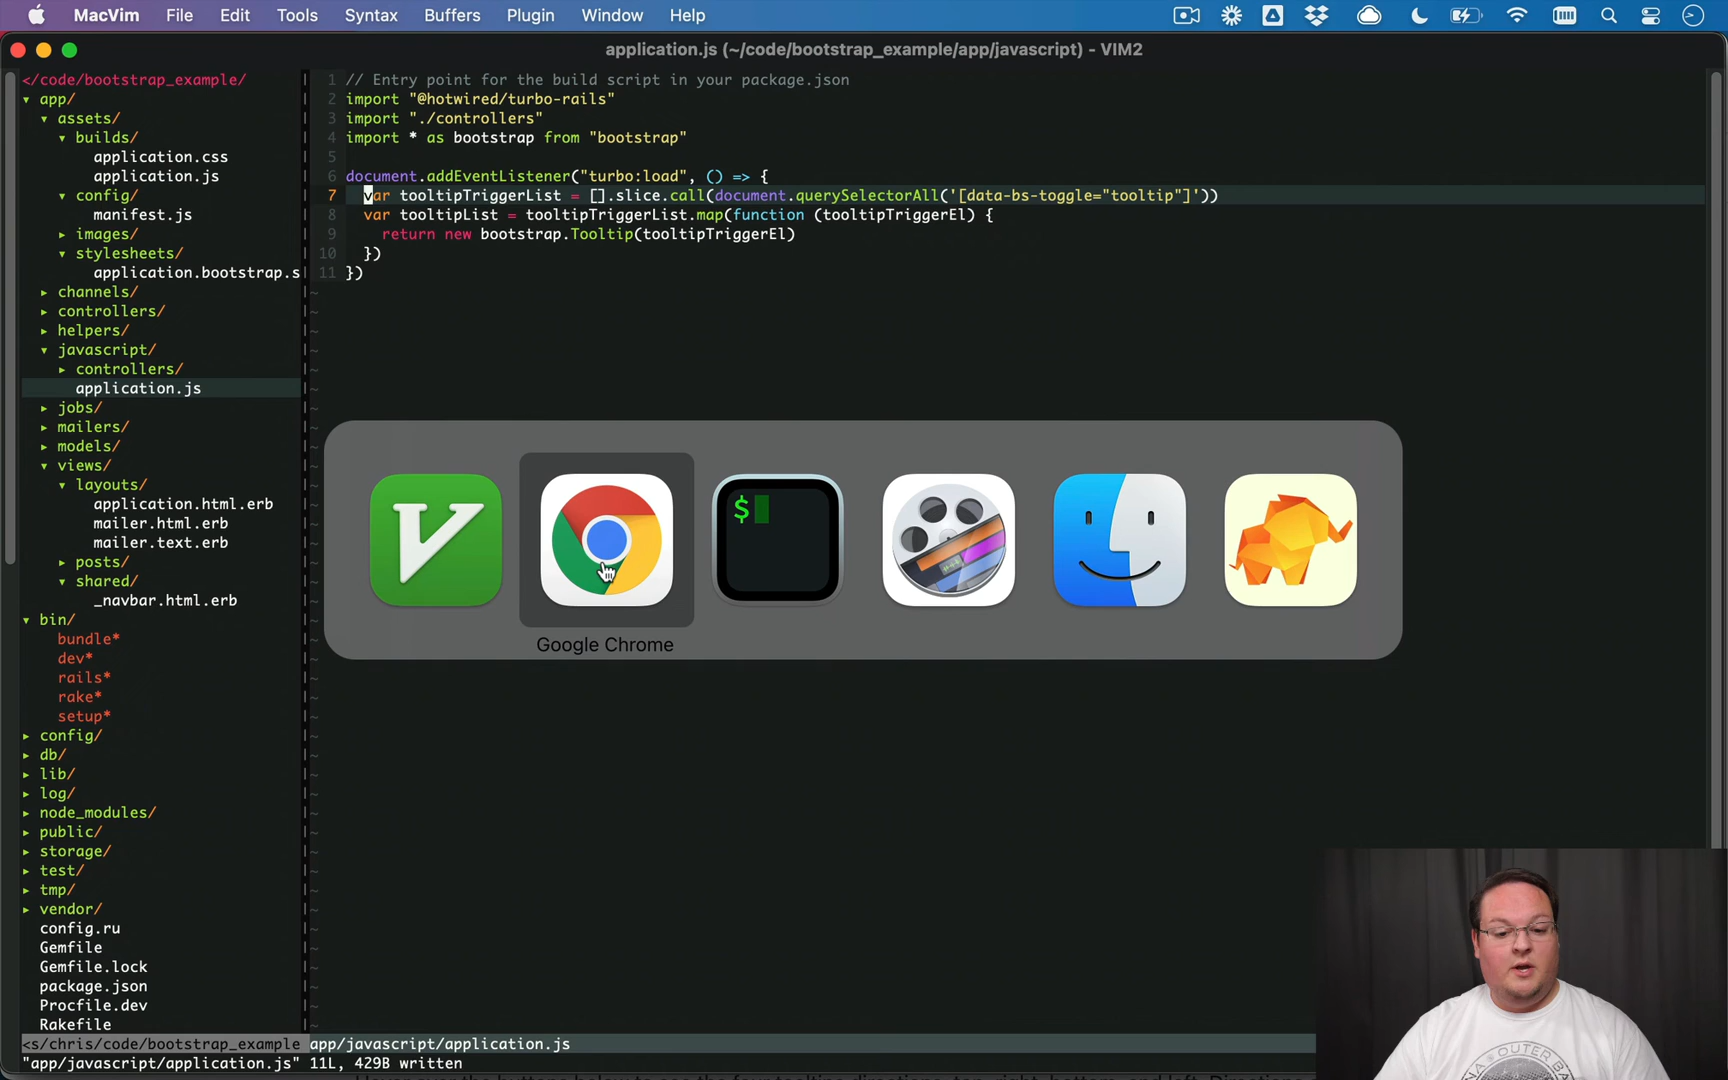 MacVim File Edit Tools Syntax Buffers Plugin Window Help
application.js (~/code/bootstrap_example/app/javascript) - VIM2
</code/bootstrap_example/
▾ app/
▾ assets/
▾ builds/
application.css
application.js
▾ config/
manifest.js
▸ images/
▾ stylesheets/
application.bootstrap.s
▸ channels/
▸ controllers/
▸ helpers/
▾ javascript/
▸ controllers/
application.js
▸ jobs/
▸ mailers/
▸ models/
▾ views/
▾ layouts/
application.html.erb
mailer.html.erb
mailer.text.erb
▸ posts/
▾ shared/
_navbar.html.erb
▾ bin/
bundle*
dev*
rails*
rake*
setup*
▸ config/
▸ db/
▸ lib/
▸ log/
▸ node_modules/
▸ public/
▸ storage/
▸ test/
▸ tmp/
▸ vendor/
config.ru
Gemfile
Gemfile.lock
package.json
Procfile.dev
Rakefile
<s/chris/code/bootstrap_example
1 // Entry point for the build script in your package.json
2 import "@hotwired/turbo-rails"
3 import "./controllers"
4 import * as bootstrap from "bootstrap"
5
6 document.addEventListener("turbo:load", () => {
7 var tooltipTriggerList = [].slice.call(document.querySelectorAll('[data-bs-toggle="tooltip"]'))
8 var tooltipList = tooltipTriggerList.map(function (tooltipTriggerEl) {
9 return new bootstrap.Tooltip(tooltipTriggerEl)
10 })
11 })
$
Google Chrome
app/javascript/application.js
"app/javascript/application.js" 11L, 429B written